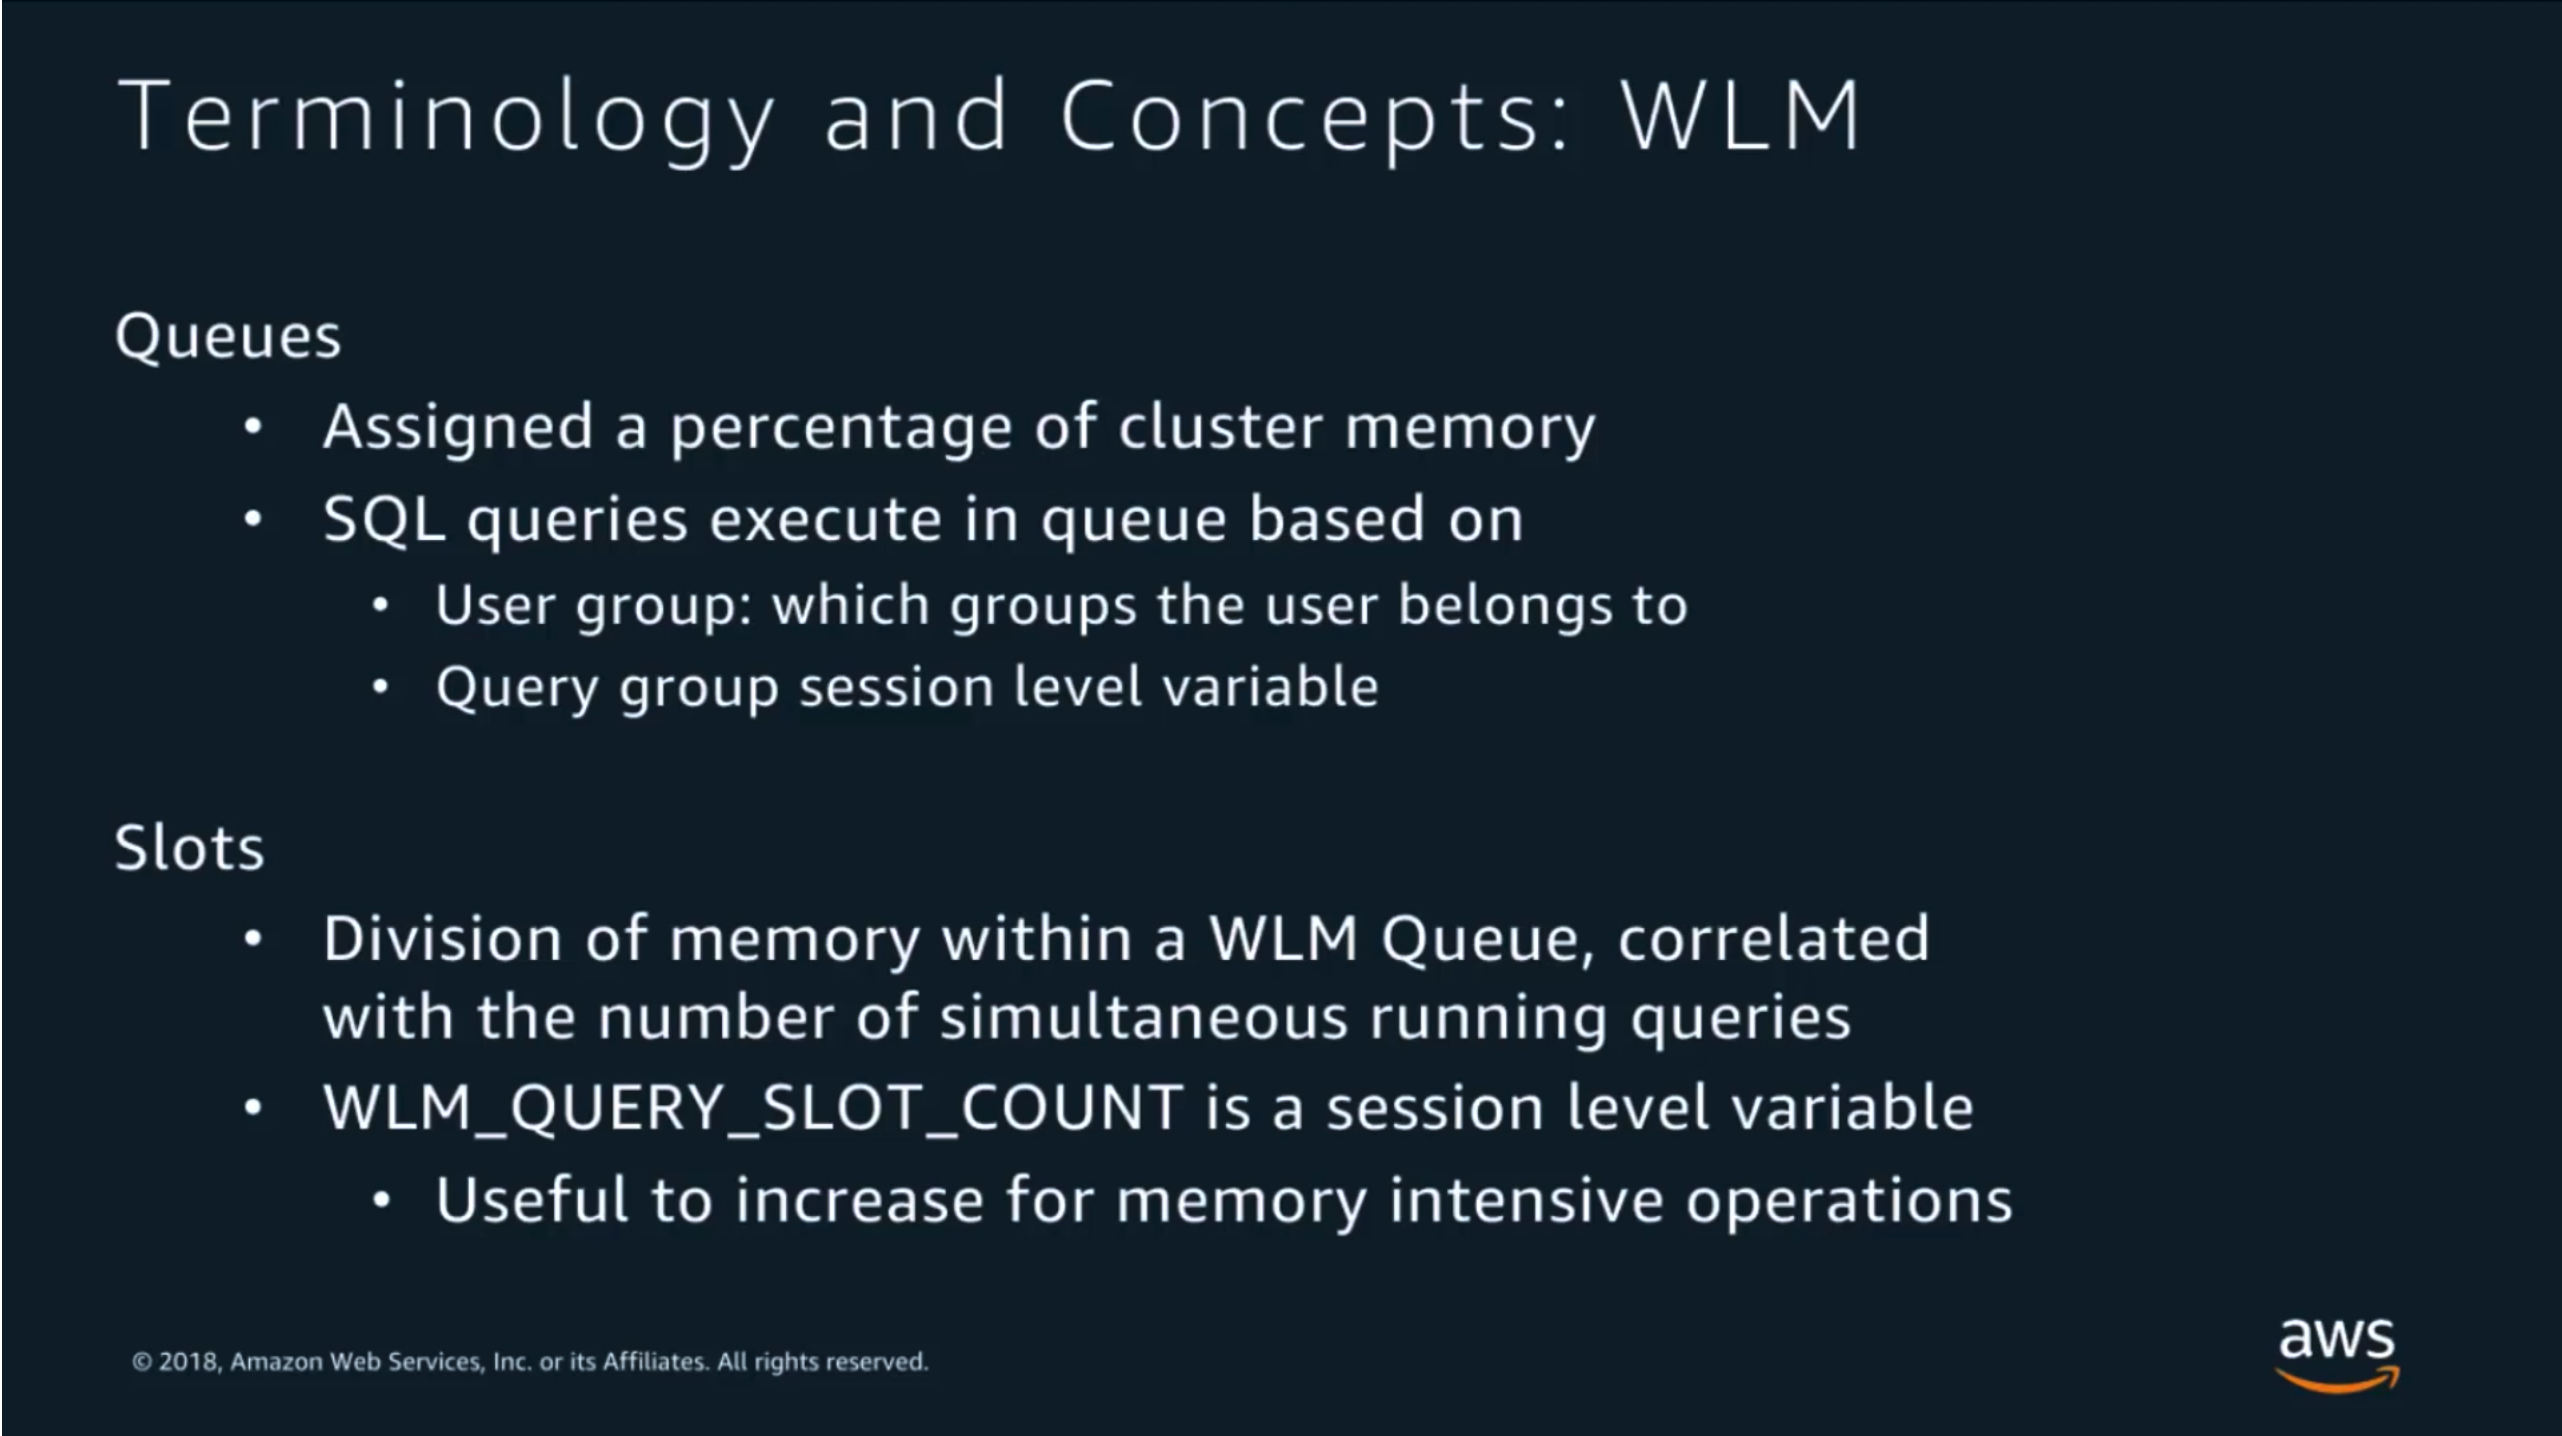 Terminology and Concepts: WLM
Queues
• Assigned a percentage of cluster memory
• SQL queries execute in queue based on
• User group: which groups the user belongs to
• Query group session level variable
Slots
• Division of memory within a WLM Queue, correlated
with the number of simultaneous running queries
• WLM_QUERY_SLOT_COUNT is a session level variable
• Useful to increase for memory intensive operations
© 2018, Amazon Web Services, Inc. or its Affiliates. All rights reserved.
aws